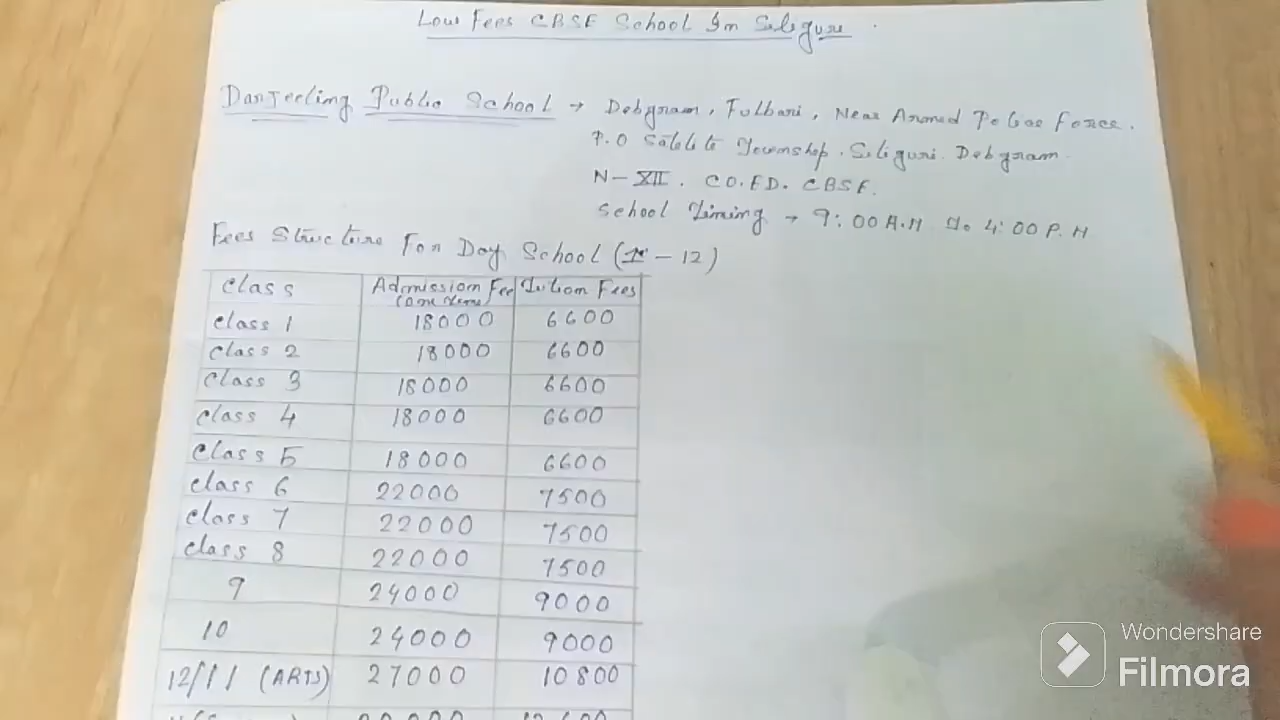 Low Fees CBSE School In Siliguri.
Darjeeling Public School → Debgram, Fulbari, Near Armed Police Force.
P.O Satelite Township. Siliguri. Debgram.
N-XII. CO.ED. CBSE.
School Timing → 9:00 A.M To 4:00 P.M
Fees Structure For Day School (I-12)
Class Admission Fee Tution Fees
(One time)
Class 1 18000 6600
Class 2 18000 6600
Class 3 18000 6600
Class 4 18000 6600
Class 5 18000 6600
Class 6 22000 7500
Class 7 22000 7500
Class 8 22000 7500
9 24000 9000
10 24000 9000
12/11 (ARTS) 27000 10800
Wondershare
Filmora